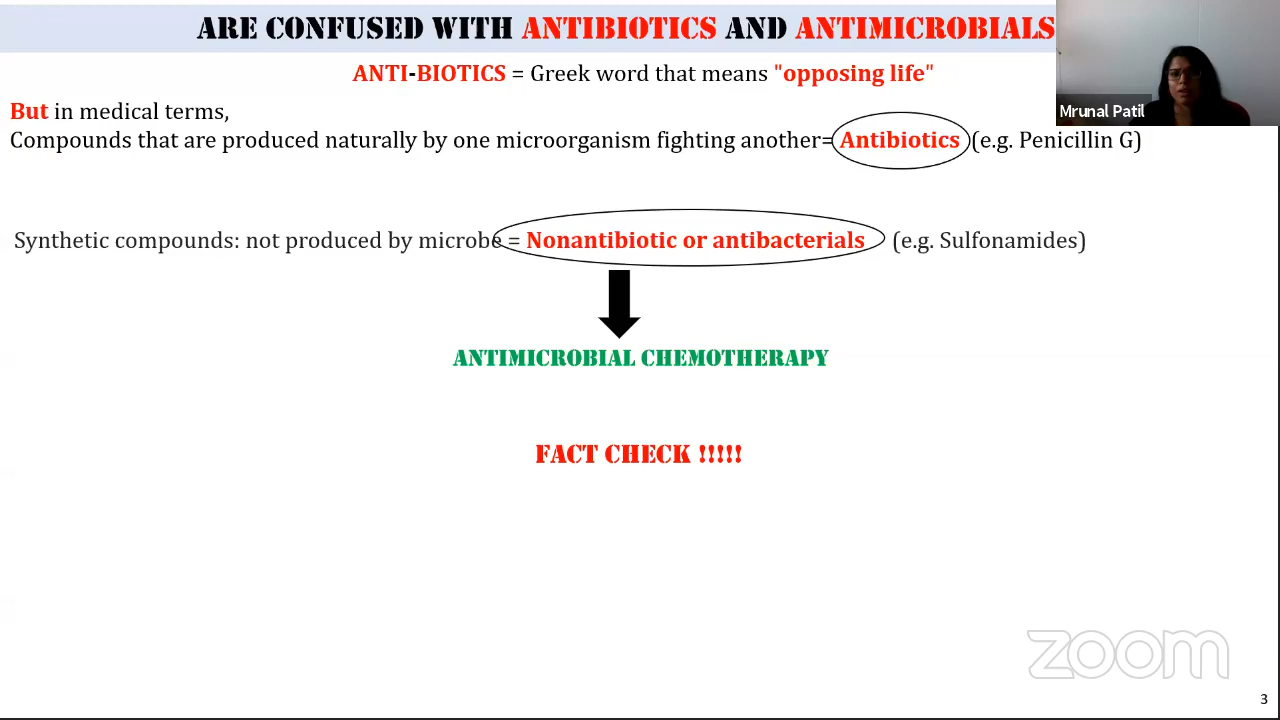 ARE CONFUSED WITH ANTIBIOTICS AND ANTIMICROBIALS
ANTI-BIOTICS = Greek word that means "opposing life"
Mrunal Patil
But in medical terms,
Compounds that are produced naturally by one microorganism fighting another= Antibiotics (e.g. Penicillin G)
Synthetic compounds: not produced by microbe = Nonantibiotic or antibacterials (e.g. Sulfonamides)
ANTIMICROBIAL CHEMOTHERAPY
FACT CHECK !!!!!
zoom
3